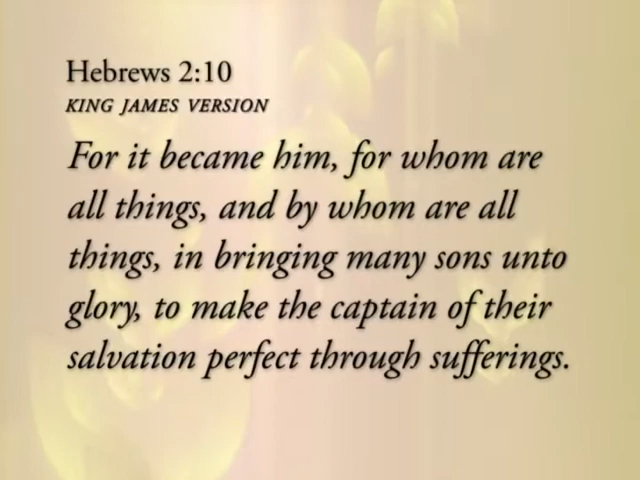 Hebrews 2:10
KING JAMES VERSION
For it became him, for whom are
all things, and by whom are all
things, in bringing many sons unto
glory, to make the captain of their
salvation perfect through sufferings.